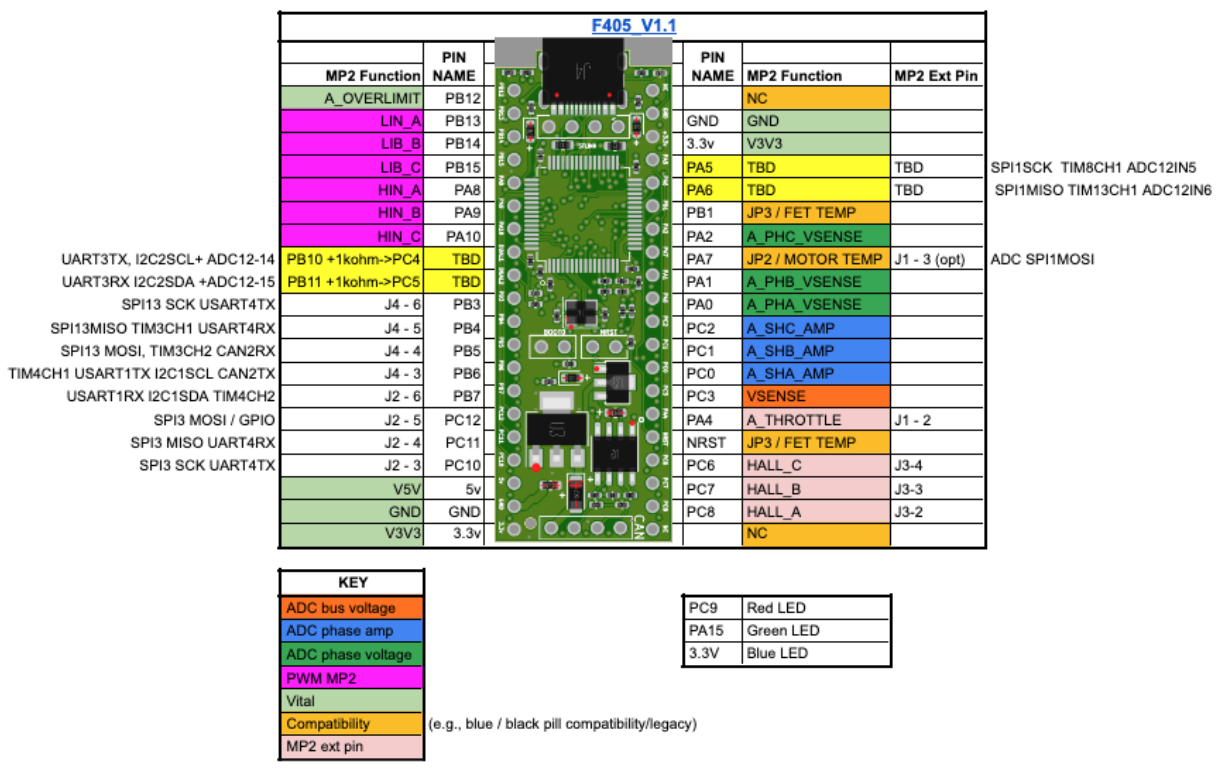 F405_V1.1
MP2 Function PIN NAME PIN NAME MP2 Function MP2 Ext Pin
A_OVERLIMIT PB12 NC
LIN_A PB13 GND GND
LIB_B PB14 3.3v V3V3
LIB_C PB15 PA5 TBD TBD SPI1SCK TIM8CH1 ADC12IN5
HIN_A PA8 PA6 TBD TBD SPI1MISO TIM13CH1 ADC12IN6
HIN_B PA9 PB1 JP3 / FET TEMP
HIN_C PA10 PA2 A_PHC_VSENSE
UART3TX, I2C2SCL+ ADC12-14 PB10 +1kohm->PC4 TBD PA7 JP2 / MOTOR TEMP J1 - 3 (opt) ADC SPI1MOSI
UART3RX I2C2SDA +ADC12-15 PB11 +1kohm->PC5 TBD PA1 A_PHB_VSENSE
SPI13 SCK USART4TX J4 - 6 PB3 PA0 A_PHA_VSENSE
SPI13MISO TIM3CH1 USART4RX J4 - 5 PB4 PC2 A_SHC_AMP
SPI13 MOSI, TIM3CH2 CAN2RX J4 - 4 PB5 PC1 A_SHB_AMP
TIM4CH1 USART1TX I2C1SCL CAN2TX J4 - 3 PB6 PC0 A_SHA_AMP
USART1RX I2C1SDA TIM4CH2 J2 - 6 PB7 PC3 VSENSE
SPI3 MOSI / GPIO J2 - 5 PC12 PA4 A_THROTTLE J1 - 2
SPI3 MISO UART4RX J2 - 4 PC11 NRST JP3 / FET TEMP
SPI3 SCK UART4TX J2 - 3 PC10 PC6 HALL_C J3-4
V5V 5v PC7 HALL_B J3-3
GND GND PC8 HALL_A J3-2
V3V3 3.3v NC
J4
BOOT0 NRST
U3
CAN
KEY
ADC bus voltage
ADC phase amp
ADC phase voltage
PWM MP2
Vital
Compatibility (e.g., blue / black pill compatibility/legacy)
MP2 ext pin
PC9 Red LED
PA15 Green LED
3.3V Blue LED